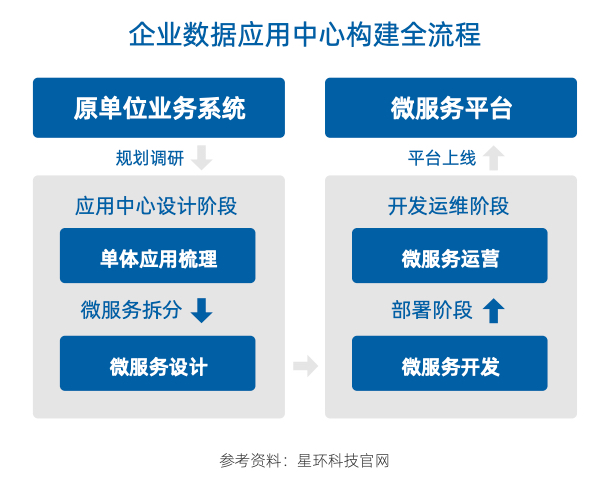 企业数据应用中心构建全流程
原单位业务系统
规划调研
应用中心设计阶段
单体应用梳理
微服务拆分
微服务设计
微服务平台
平台上线
开发运维阶段
微服务运营
部署阶段
微服务开发
参考资料：星环科技官网